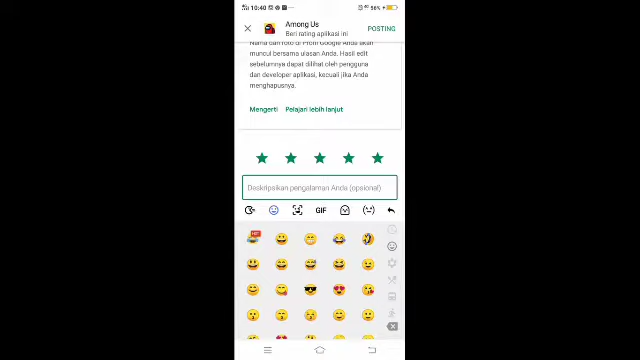 10:40
Among Us
POSTING
Beri rating aplikasi ini
Nama dan foto di Profil Google Anda akan
muncul bersama ulasan Anda. Hasil edit
sebelumnya dapat dilihat oleh pengguna
dan developer aplikasi, kecuali jika Anda
menghapusnya.
Mengerti Pelajari lebih lanjut
Deskripsikan pengalaman Anda (opsional)
GIF
HOT